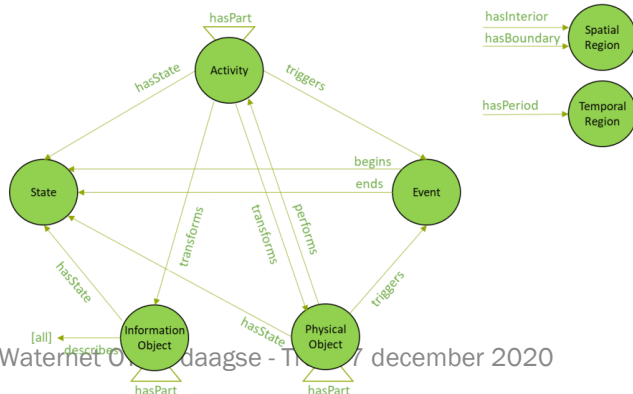 hasPart
Activity
hasState
triggers
hasInterior
hasBoundary
Spatial
Region
hasPeriod
Temporal
Region
begins
ends
State
Event
transforms
transforms
performs
hasState
hasState
triggers
[all]
describes
Information
Object
Physical
Object
Waternet daagse - 7 december 2020
hasPart
hasPart